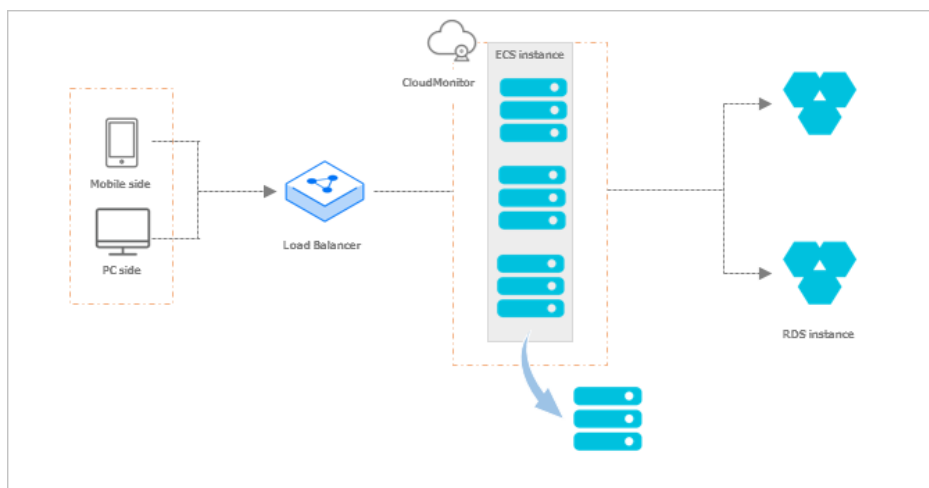 ECS instance
CloudMonitor
Mobile side
Load Balancer
PC side
RDS instance